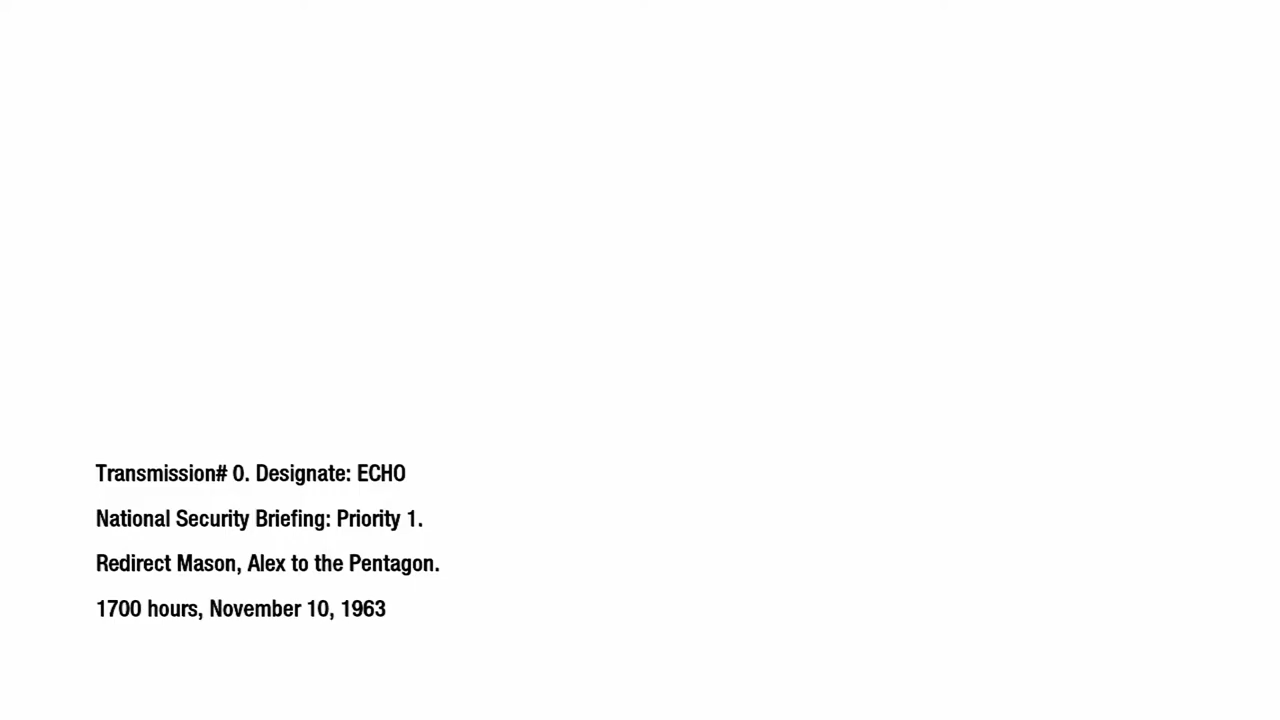 Transmission# 0. Designate: ECHO
National Security Briefing: Priority 1.
Redirect Mason, Alex to the Pentagon.
1700 hours, November 10, 1963